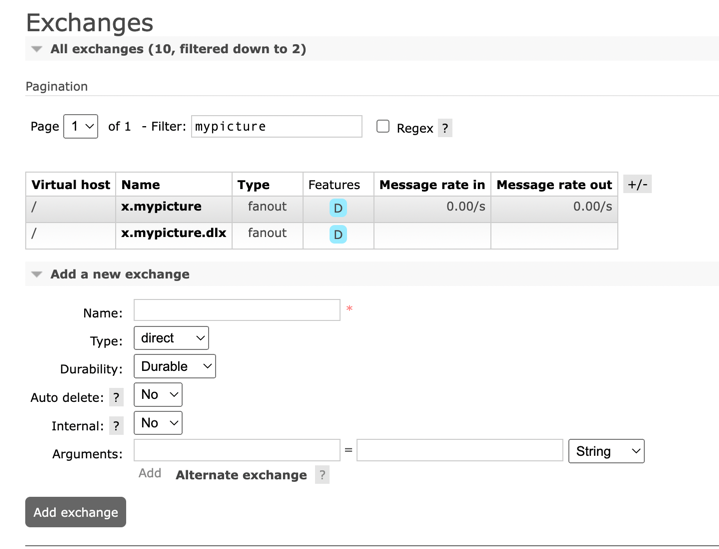 Exchanges
All exchanges (10, filtered down to 2)
Pagination
Page 1 of 1 - Filter: mypicture Regex ?
Virtual host Name Type Features Message rate in Message rate out +/-
/ x.mypicture fanout D 0.00/s 0.00/s
/ x.mypicture.dlx fanout D
Add a new exchange
Name: *
Type: direct
Durability: Durable
Auto delete: ? No
Internal: ? No
Arguments: = String
Add Alternate exchange ?
Add exchange